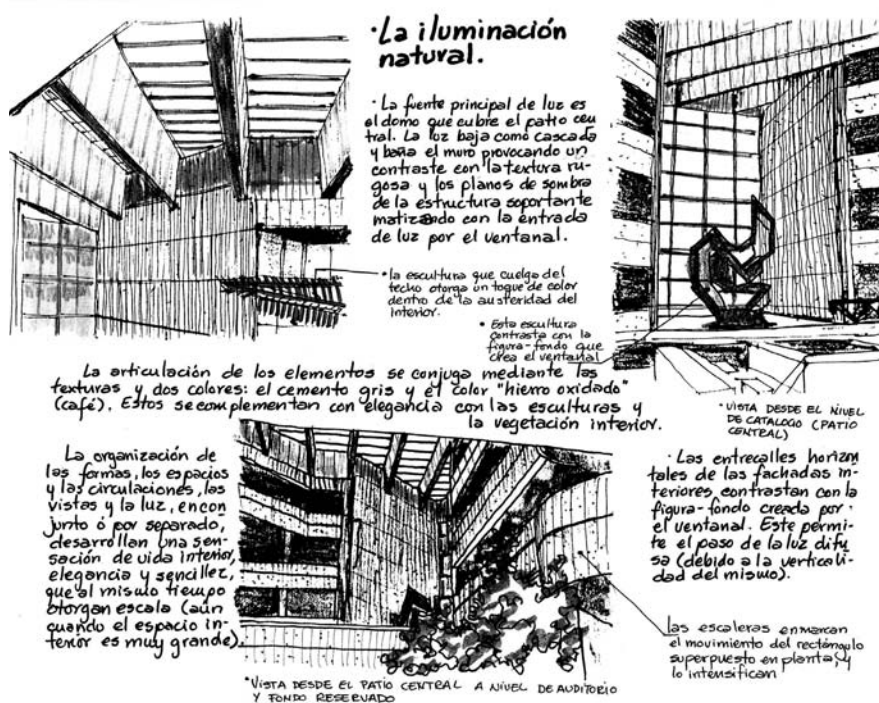 ·La iluminación
natural.
·La fuente principal de luz es
el domo que cubre el patio cen
tral. La luz baja como cascada
y baña el muro provocando un
contraste con la textura ru-
gosa y los planos de sombra
de la estructura soportante
matizando con la entrada
de luz por el ventanal.
·la escultura que cuelga del
techo otorga un toque de color
dentro de la austeridad del
interior.
·Esta escultura
contrasta con la
figura-fondo que
crea el ventanal
La articulación de los elementos se conjuga mediante las
texturas y dos colores: el cemento gris y el color "hierro oxidado"
(café). Estos se complementan con elegancia con las esculturas y
la vegetación interior.
·VISTA DESDE EL NIVEL
DE CATALOGO (PATIO
CENTRAL)
La organización de
las formas, los espacios
y las circulaciones, las
vistas y la luz, en con
junto ó por separado,
desarrollan una sen-
sación de vida interior,
elegancia y sencillez,
que al mismo tiempo
otorgan escala (aún
cuando el espacio in-
terior es muy grande).
·Las entrecalles horizon
tales de las fachadas in-
teriores contrastan con la
figura-fondo creada por
el ventanal. Este permi-
te el paso de la luz difu
sa (debido a la verticali-
dad del mismo).
las escaleras enmarcan
el movimiento del rectángulo
superpuesto en planta, y
lo intensifican
·VISTA DESDE EL PATIO CENTRAL A NIVEL DE AUDITORIO
Y FONDO RESERVADO